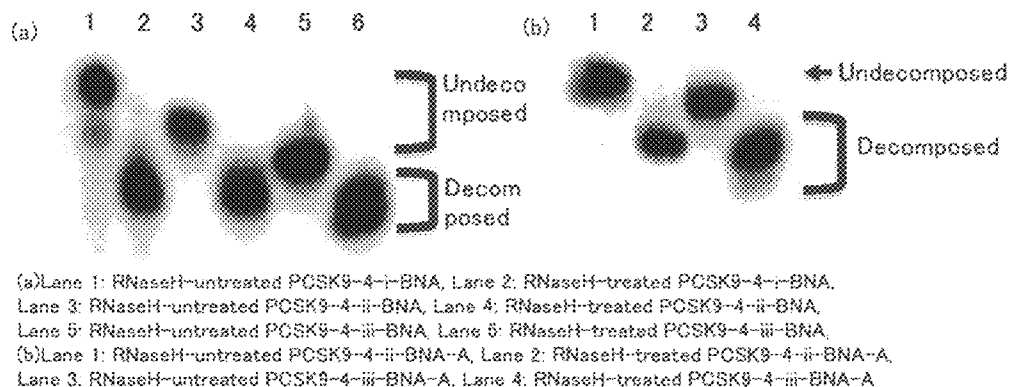 (a) 1 2 3 4 5 6
(b) 1 2 3 4
Undeco
mposed
Decom
posed
Undecomposed
Decomposed
(a)Lane 1: RNaseH-untreated PCSK9-4-i-BNA, Lane 2: RNaseH-treated PCSK9-4-i-BNA,
Lane 3: RNaseH-untreated PCSK9-4-ii-BNA, Lane 4: RNaseH-treated PCSK9-4-ii-BNA,
Lane 5: RNaseH-untreated PCSK9-4-iii-BNA, Lane 6: RNaseH-treated PCSK9-4-iii-BNA,
(b)Lane 1: RNaseH-untreated PCSK9-4-ii-BNA-A, Lane 2: RNaseH-treated PCSK9-4-ii-BNA-A,
Lane 3: RNaseH-untreated PCSK9-4-iii-BNA-A, Lane 4: RNaseH-treated PCSK9-4-iii-BNA-A